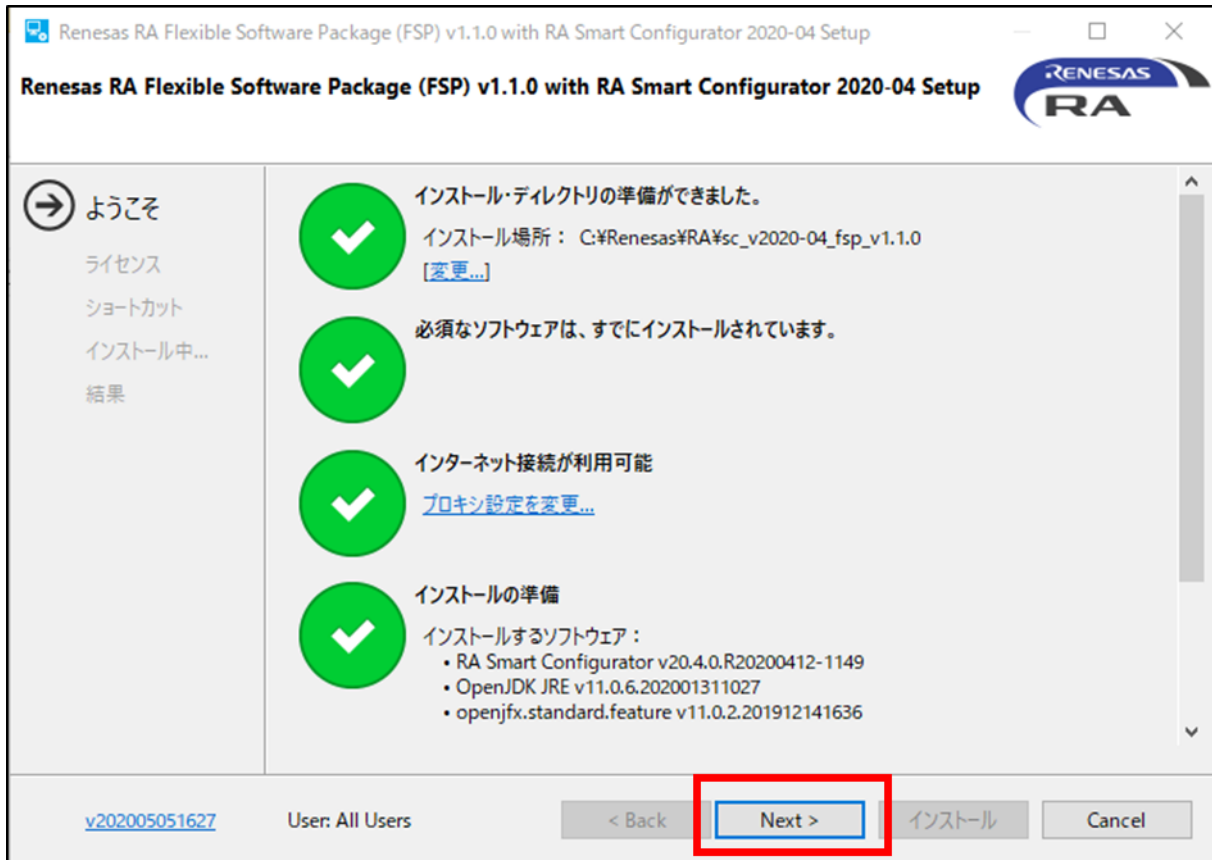 Renesas RA Flexible Software Package (FSP) v1.1.0 with RA Smart Configurator 2020-04 Setup
Renesas RA Flexible Software Package (FSP) v1.1.0 with RA Smart Configurator 2020-04 Setup
RENESAS
RA
ようこそ
ライセンス
ショートカット
インストール中...
結果
インストール・ディレクトリの準備ができました。
インストール場所： C:¥Renesas¥RA¥sc_v2020-04_fsp_v1.1.0
[変更...]
必須なソフトウェアは、すでにインストールされています。
インターネット接続が利用可能
プロキシ設定を変更...
インストールの準備
インストールするソフトウェア：
• RA Smart Configurator v20.4.0.R20200412-1149
• OpenJDK JRE v11.0.6.202001311027
• openjfx.standard.feature v11.0.2.201912141636
v202005051627
User: All Users
< Back
Next >
インストール
Cancel